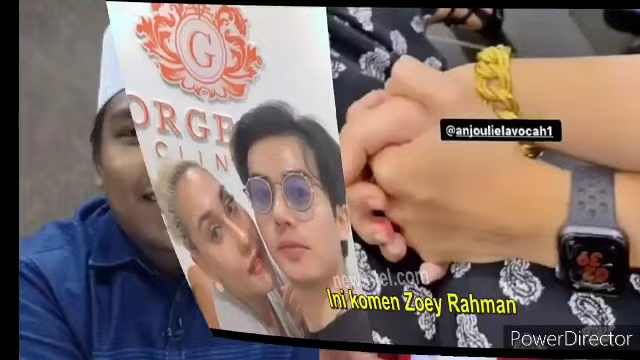 G
ORGE
CLIN
@anjoulielavocah1
Ini komen Zoey Rahman
PowerDirector